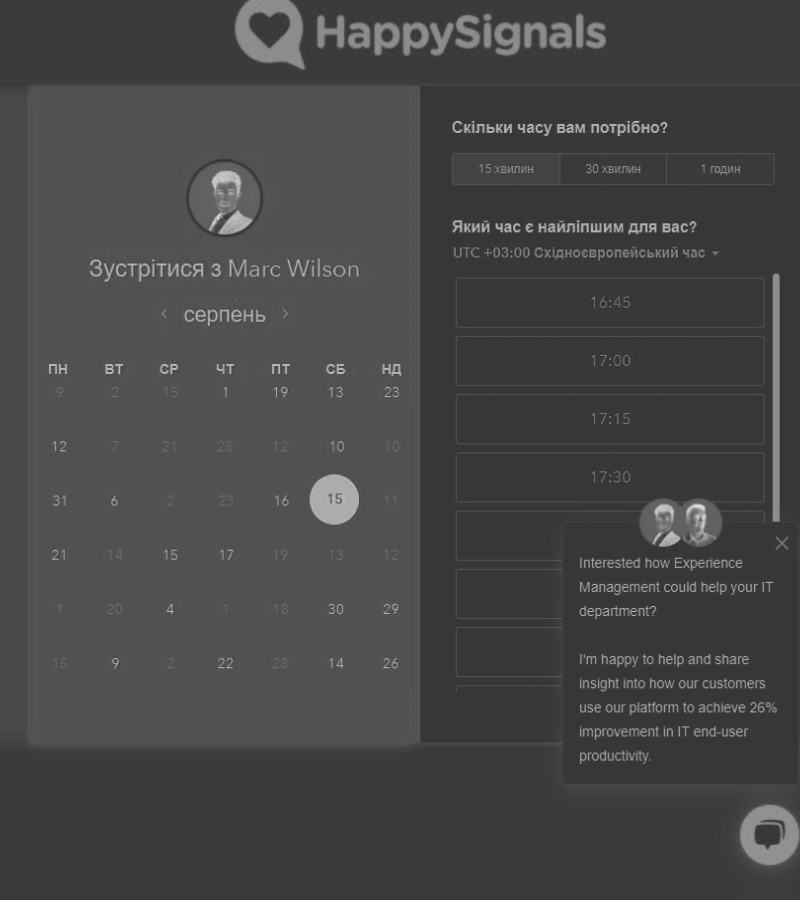 HappySignals
Зустрітися з Marc Wilson
серпень
ПН ВТ СР ЧТ ПТ СБ НД
9 2 15 1 19 13 23
12 7 21 28 12 10 10
31 6 2 23 16 15 11
21 14 15 17 19 13 12
1 20 4 1 18 30 29
15 9 2 22 28 14 26
Скільки часу вам потрібно?
15 хвилин 30 хвилин 1 годин
Який час є найліпшим для вас?
UTC +03:00 Східноєвропейський час
16:45
17:00
17:15
17:30
Interested how Experience
Management could help your IT
department?
I'm happy to help and share
insight into how our customers
use our platform to achieve 26%
improvement in IT end-user
productivity.